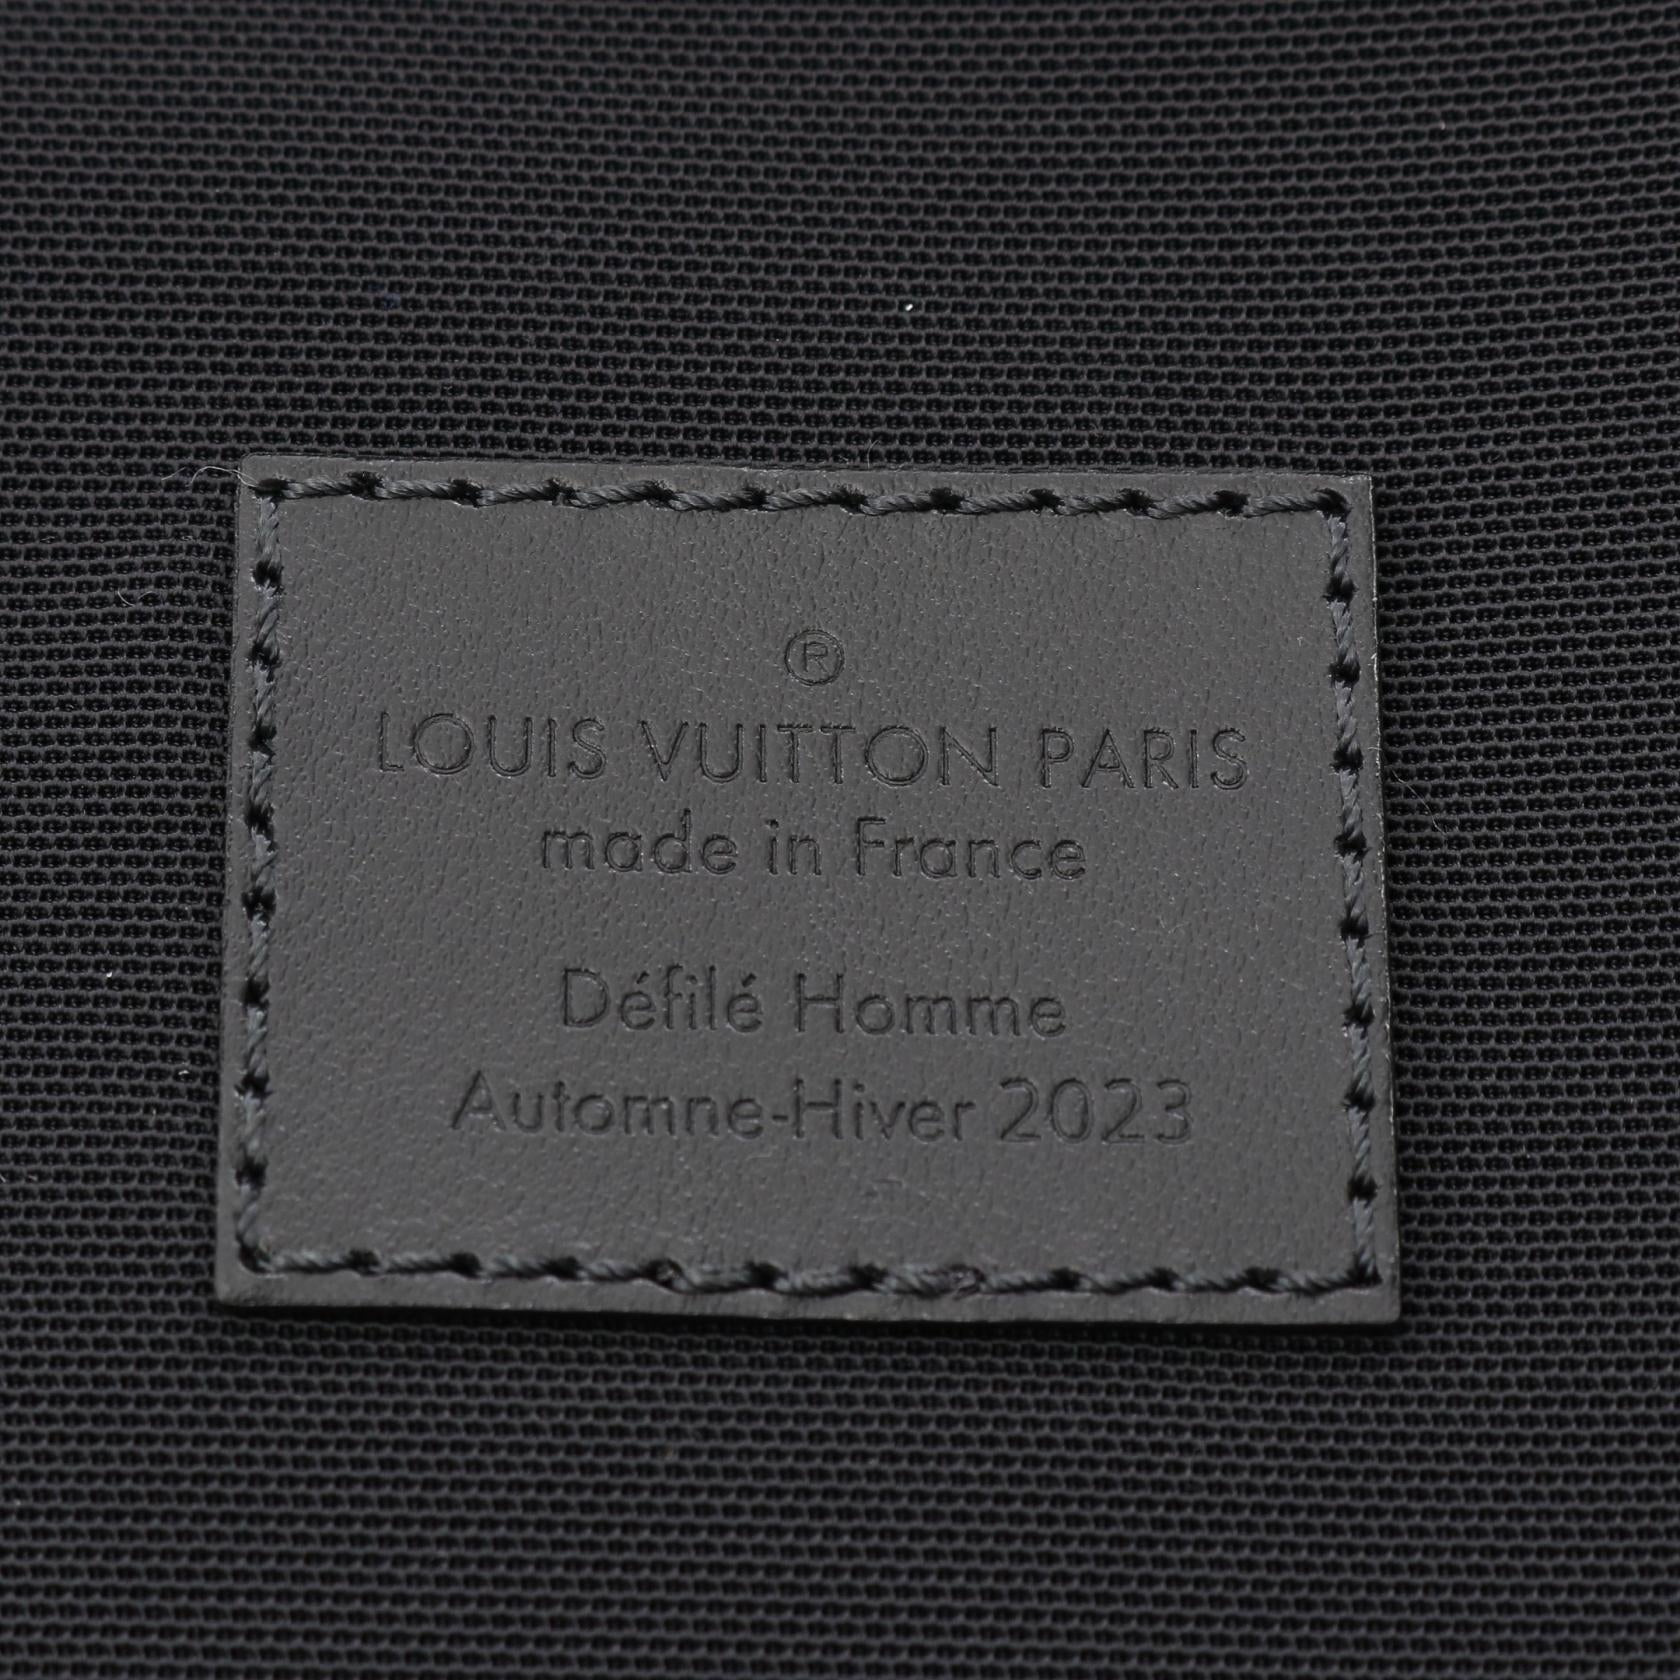 ®
LOUIS VUITTON PARIS
made in France
Défilé Homme
Automne-Hiver 2023